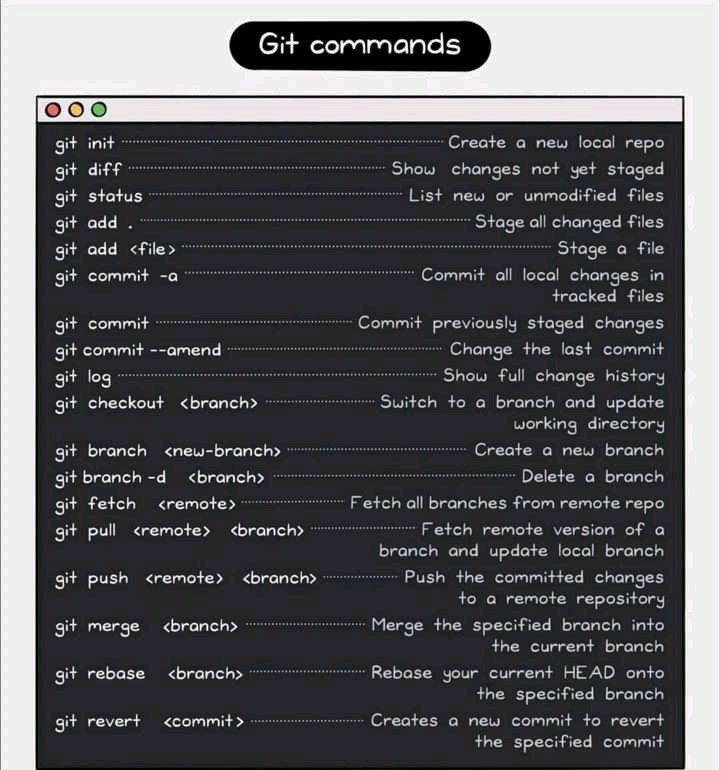 Git commands
git init Create a new local repo
git diff Show changes not yet staged
git status List new or unmodified files
git add . Stage all changed files
git add <file> Stage a file
git commit -a Commit all local changes in
tracked files
git commit Commit previously staged changes
git commit --amend Change the last commit
git log Show full change history
git checkout <branch> Switch to a branch and update
working directory
git branch <new-branch> Create a new branch
git branch -d <branch> Delete a branch
git fetch <remote> Fetch all branches from remote repo
git pull <remote> <branch> Fetch remote version of a
branch and update local branch
git push <remote> <branch> Push the committed changes
to a remote repository
git merge <branch> Merge the specified branch into
the current branch
git rebase <branch> Rebase your current HEAD onto
the specified branch
git revert <commit> Creates a new commit to revert
the specified commit